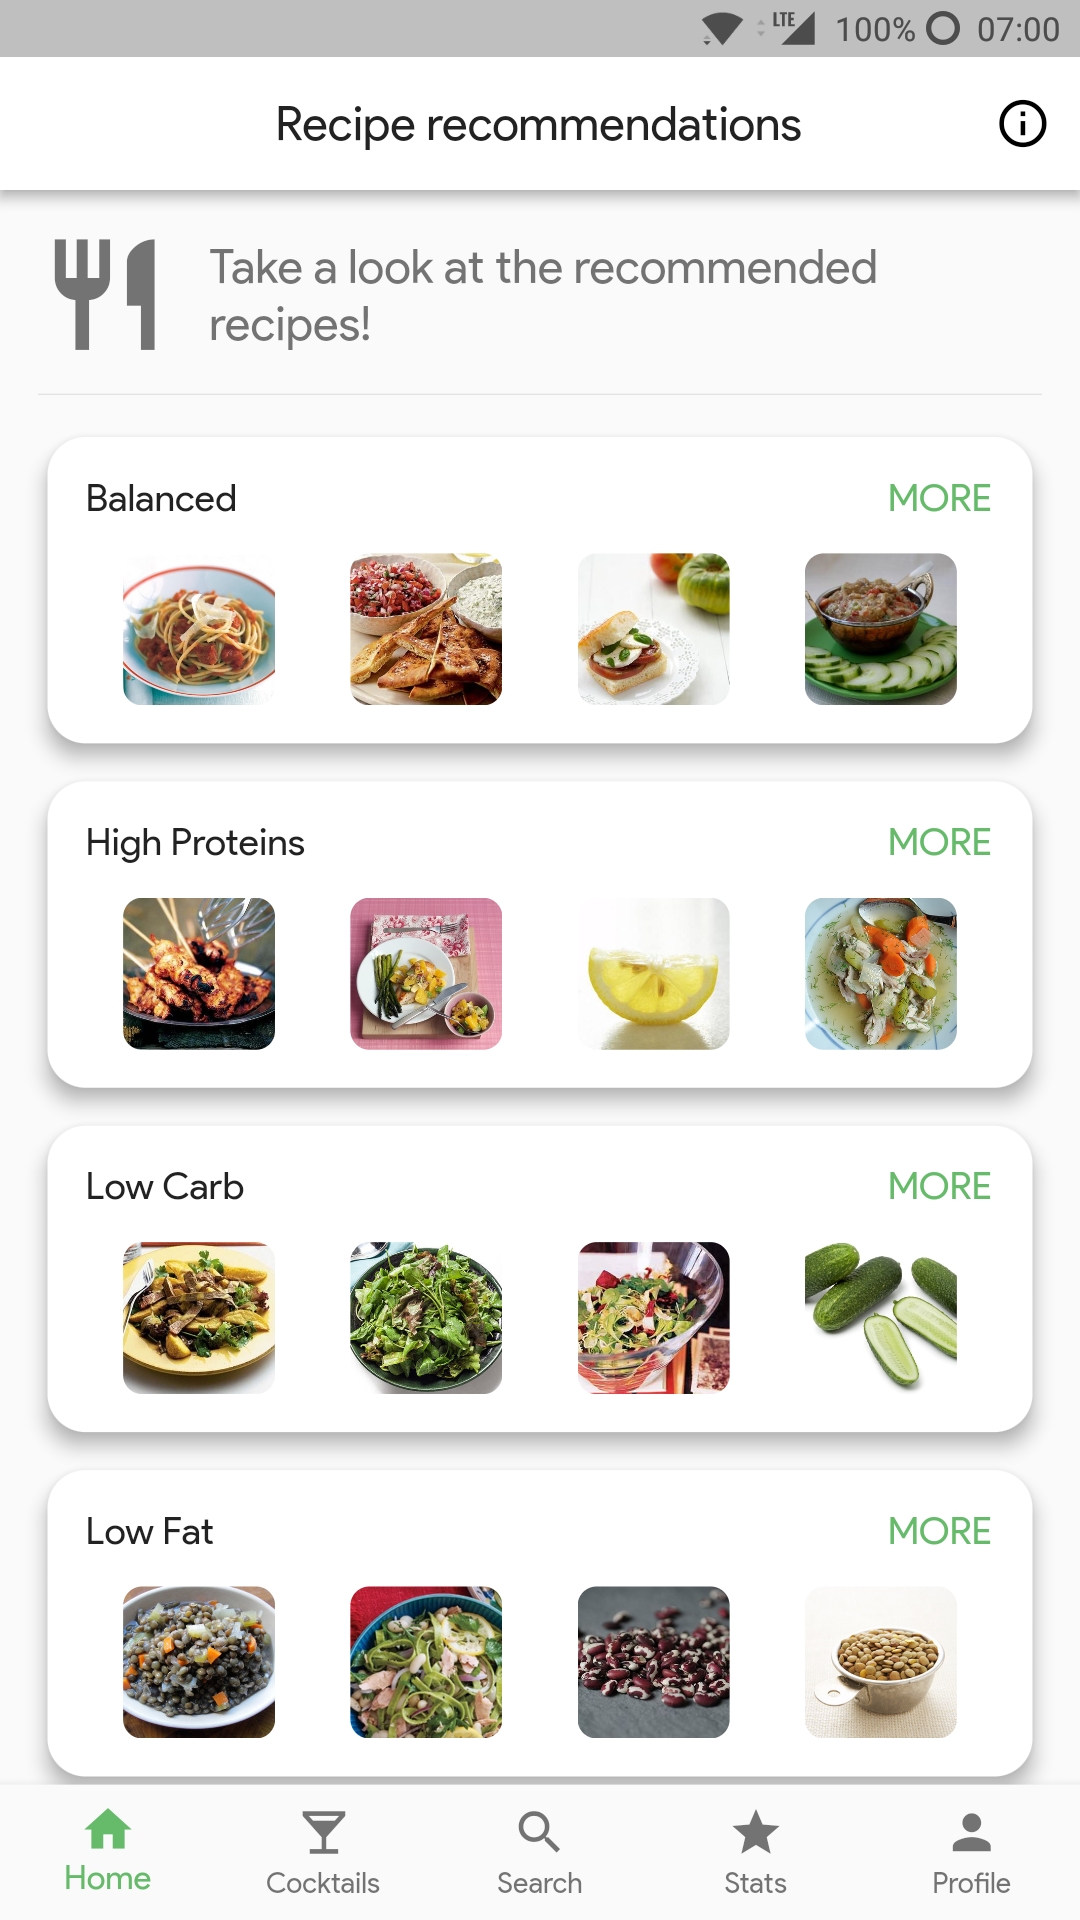 LTE 100% 07:00
Recipe recommendations
Take a look at the recommended
recipes!
Balanced MORE
High Proteins MORE
Low Carb MORE
Low Fat MORE
Home Cocktails Search Stats Profile